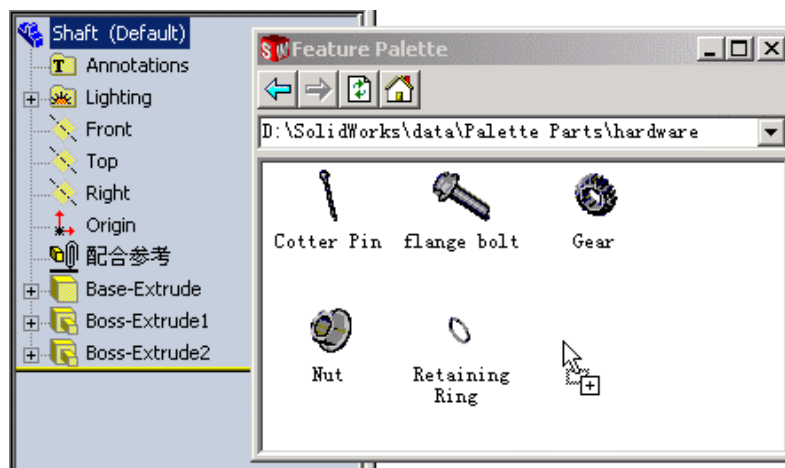 Shaft (Default)
Annotations
Lighting
Front
Top
Right
Origin
配合参考
Base-Extrude
Boss-Extrude1
Boss-Extrude2
Feature Palette
D:\SolidWorks\data\Palette Parts\hardware
Cotter Pin flange bolt Gear
Nut Retaining
Ring